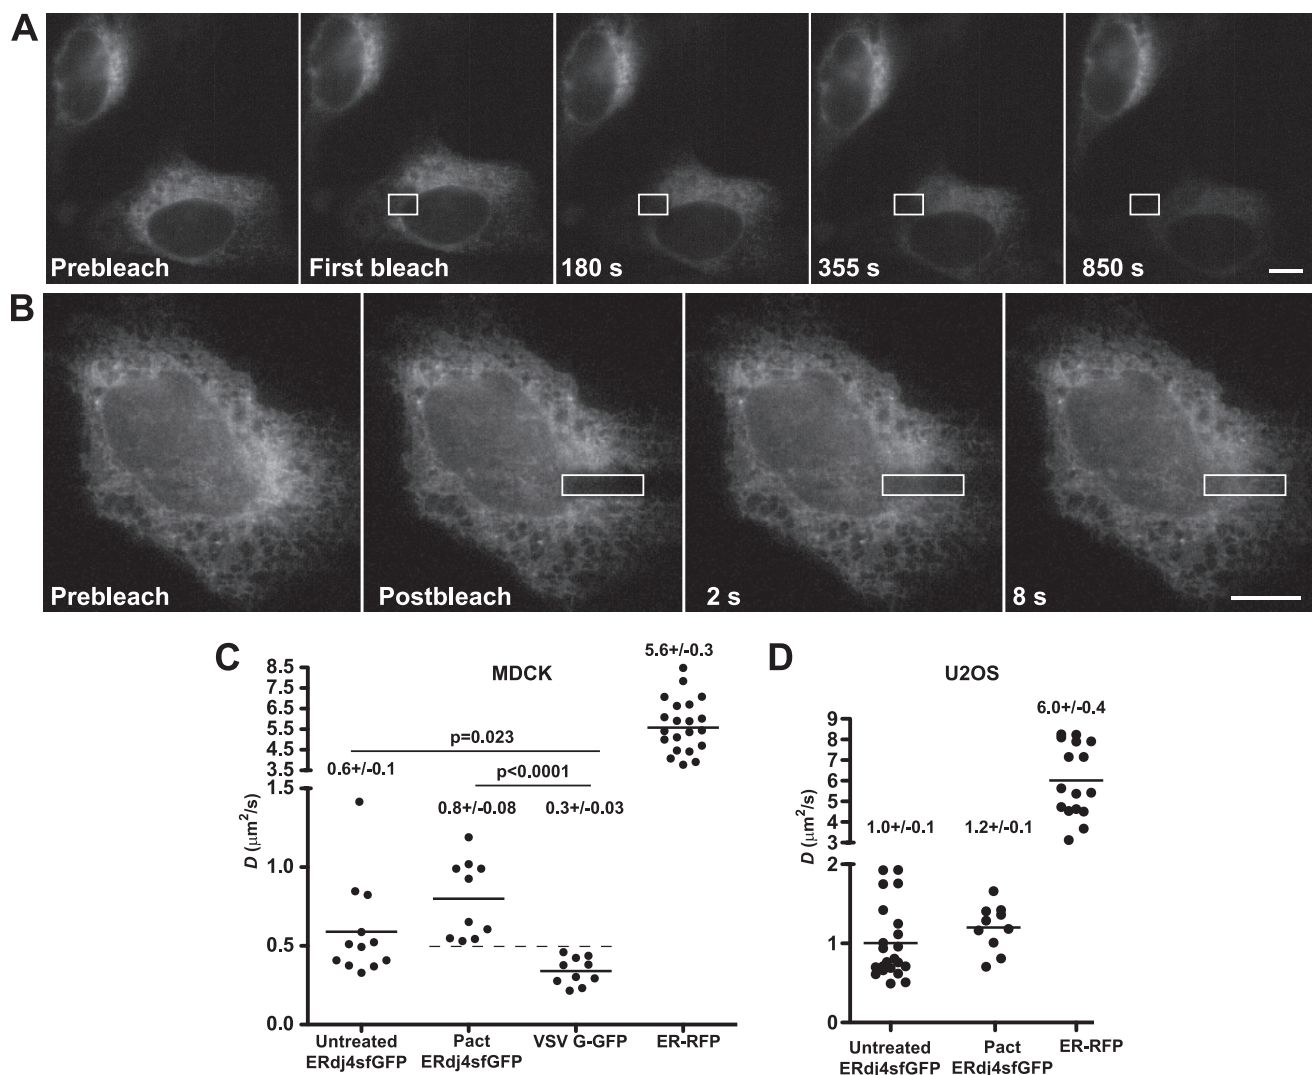 A
Prebleach
First bleach
180 s
355 s
850 s
B
Prebleach
Postbleach
2 s
8 s
C
MDCK
5.6+/-0.3
8.5
7.5
6.5
5.5
4.5
3.5
p=0.023
0.6+/-0.1
p<0.0001
0.8+/-0.08
0.3+/-0.03
1.5
1.0
0.5
0.0
D (μm²/s)
Untreated
ERdj4sfGFP
Pact
ERdj4sfGFP
VSV G-GFP
ER-RFP
D
U2OS
6.0+/-0.4
9
8
7
6
5
4
3
1.0+/-0.1
1.2+/-0.1
2
1
0
D (μm²/s)
Untreated
ERdj4sfGFP
Pact
ERdj4sfGFP
ER-RFP